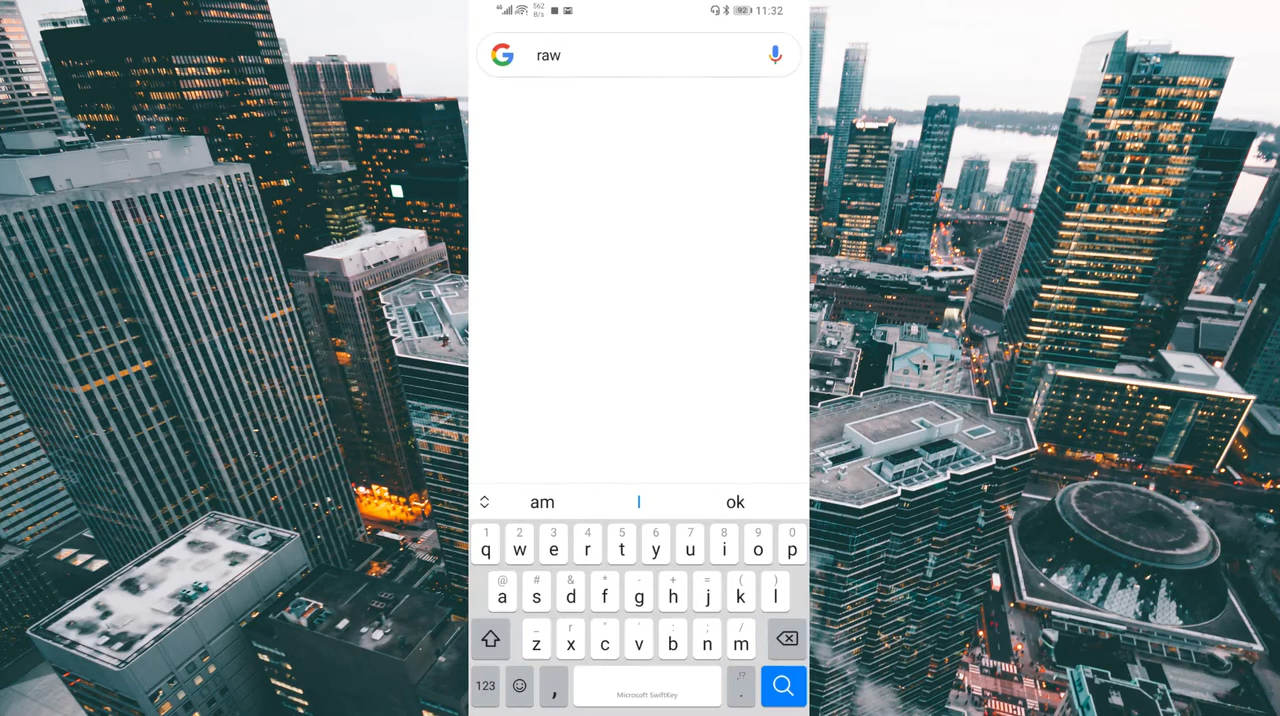 4G 562 B/s 92 11:32
raw
am I ok
1 2 3 4 5 6 7 8 9 0
q w e r t y u i o p
@ # & * - + = ( )
a s d f g h j k l
_ r " ' : ; /
z x c v b n m
123 , Microsoft SwiftKey ,!? .